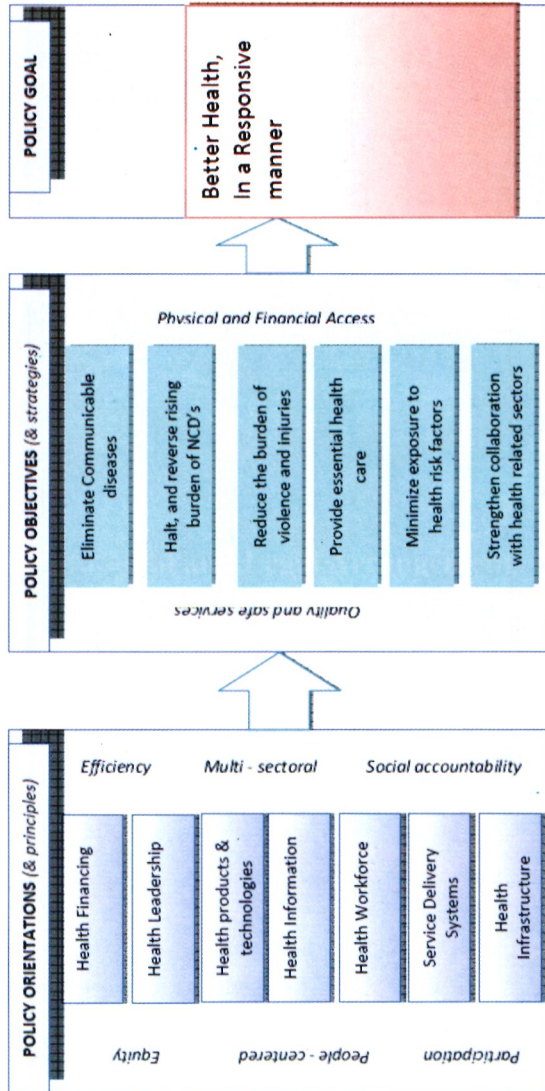 POLICY ORIENTATIONS (& principles)
Equity
People - centered
Participation
Health Financing
Health Leadership
Health products &
technologies
Health Information
Health Workforce
Service Delivery
Systems
Health
Infrastructure
Efficiency
Multi - sectoral
Social accountability
POLICY OBJECTIVES (& strategies)
Quality and safe services
Eliminate Communicable
diseases
Halt, and reverse rising
burden of NCD's
Reduce the burden of
violence and Injuries
Provide essential health
care
Minimize exposure to
health risk factors
Strengthen collaboration
with health related sectors
Physical and Financial Access
POLICY GOAL
Better Health,
In a Responsive
manner